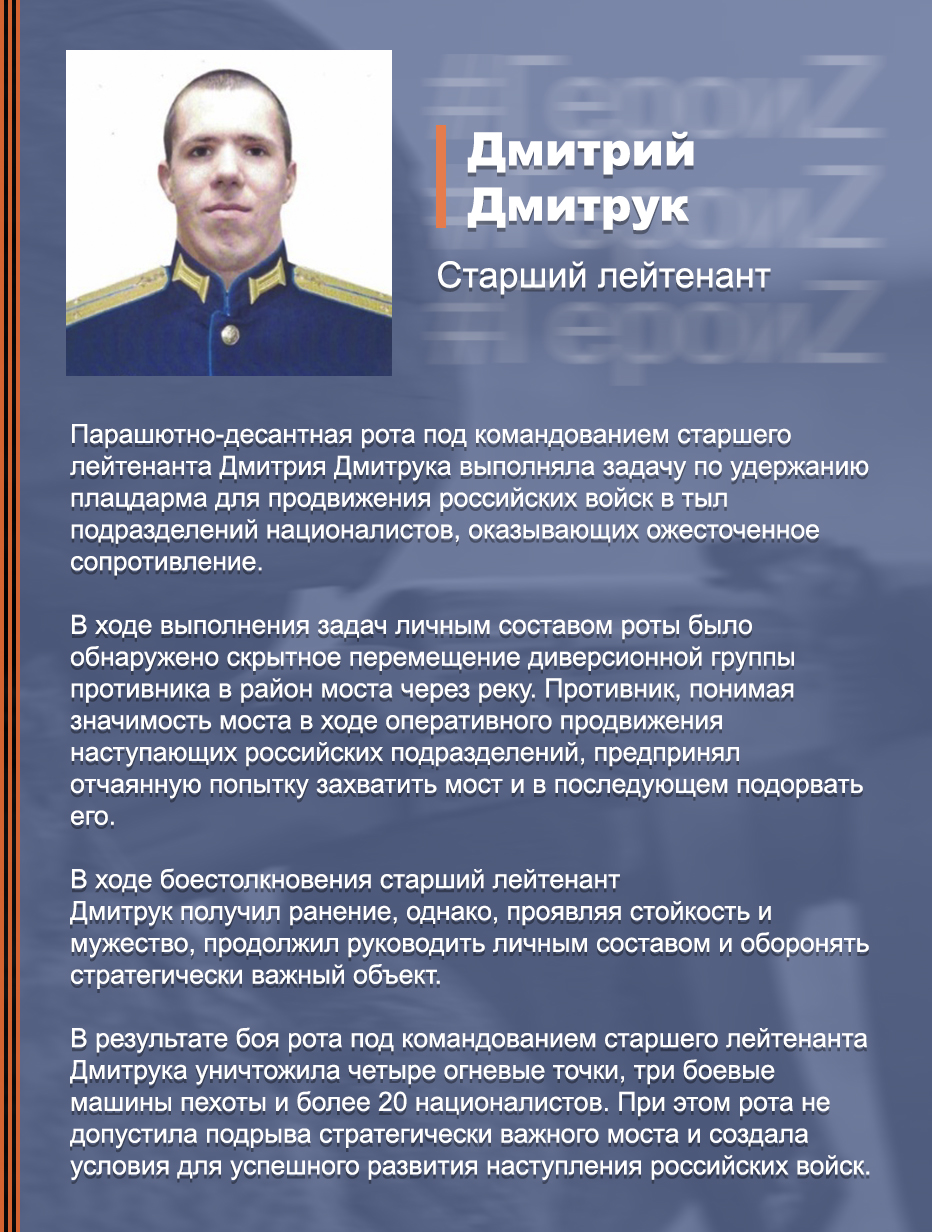 #ГероиZ
Дмитрий
#ГероиZ
Дмитрук
Старший лейтенант
#ГероиZ
Парашютно-десантная рота под командованием старшего
лейтенанта Дмитрия Дмитрука выполняла задачу по удержанию
плацдарма для продвижения российских войск в тыл
подразделений националистов, оказывающих ожесточенное
сопротивление.
В ходе выполнения задач личным составом роты было
обнаружено скрытное перемещение диверсионной группы
противника в район моста через реку. Противник, понимая
значимость моста в ходе оперативного продвижения
наступающих российских подразделений, предпринял
отчаянную попытку захватить мост и в последующем подорвать
его.
В ходе боестолкновения старший лейтенант
Дмитрук получил ранение, однако, проявляя стойкость и
мужество, продолжил руководить личным составом и оборонять
стратегически важный объект.
В результате боя рота под командованием старшего лейтенанта
Дмитрука уничтожила четыре огневые точки, три боевые
машины пехоты и более 20 националистов. При этом рота не
допустила подрыва стратегически важного моста и создала
условия для успешного развития наступления российских войск.